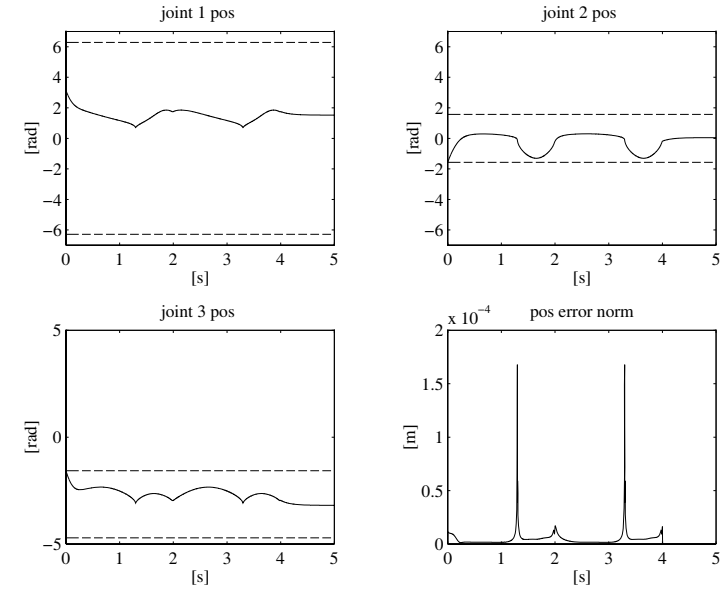 joint 1 pos
6
4
2
0
−2
−4
−6
[rad]
0 1 2 3 4 5
[s]
joint 2 pos
6
4
2
0
−2
−4
−6
[rad]
0 1 2 3 4 5
[s]
joint 3 pos
5
0
−5
[rad]
0 1 2 3 4 5
[s]
pos error norm
x 10−4
2
1.5
1
0.5
0
[m]
0 1 2 3 4 5
[s]